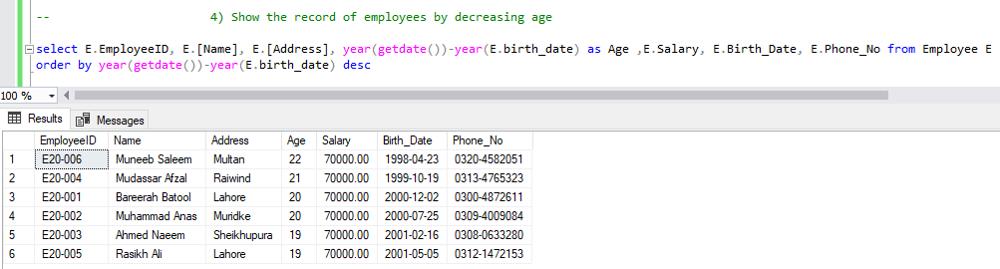 -- 4) Show the record of employees by decreasing age
select E.EmployeeID, E.[Name], E.[Address], year(getdate())-year(E.birth_date) as Age ,E.Salary, E.Birth_Date, E.Phone_No from Employee E
order by year(getdate())-year(E.birth_date) desc
100 %
Results Messages
EmployeeID Name Address Age Salary Birth_Date Phone_No
1 E20-006 Muneeb Saleem Multan 22 70000.00 1998-04-23 0320-4582051
2 E20-004 Mudassar Afzal Raiwind 21 70000.00 1999-10-19 0313-4765323
3 E20-001 Bareerah Batool Lahore 20 70000.00 2000-12-02 0300-4872611
4 E20-002 Muhammad Anas Muridke 20 70000.00 2000-07-25 0309-4009084
5 E20-003 Ahmed Naeem Sheikhupura 19 70000.00 2001-02-16 0308-0633280
6 E20-005 Rasikh Ali Lahore 19 70000.00 2001-05-05 0312-1472153